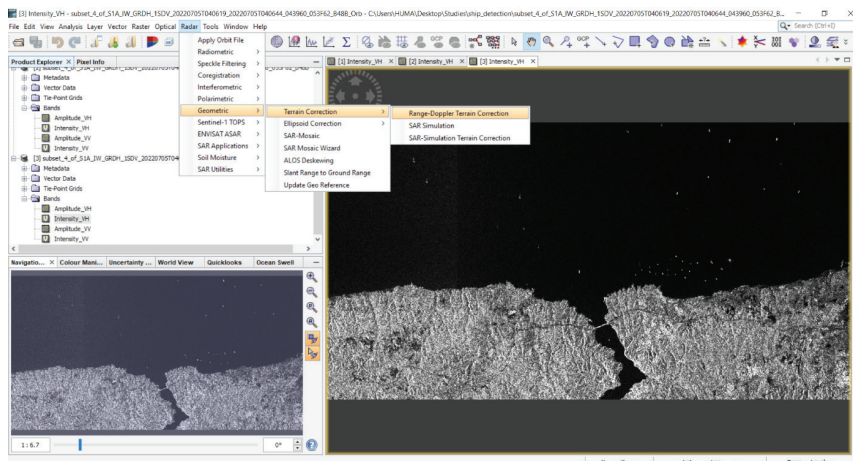 [3] Intensity_VH - subset_4_of_S1A_IW_GRDH_1SDV_20220705T040619_20220705T040644_043960_053F62_B48B_Orb - C:\Users\HUMA\Desktop\Studies\ship_detection\subset_4_of_S1A_IW_GRDH_1SDV_20220705T040619_20220705T040644_043960_053F62_B...
File Edit View Analysis Layer Vector Raster Optical Radar Tools Window Help
Search (Ctrl+I)
Apply Orbit File
Radiometric
Speckle Filtering
Coregistration
Interferometric
Polarimetric
Geometric
Sentinel-1 TOPS
ENVISAT ASAR
SAR Applications
Soil Moisture
SAR Utilities
Terrain Correction
Ellipsoid Correction
SAR-Mosaic
SAR Mosaic Wizard
ALOS Deskewing
Slant Range to Ground Range
Update Geo Reference
Range-Doppler Terrain Correction
SAR Simulation
SAR-Simulation Terrain Correction
GCP
GCP
Product Explorer × Pixel Info
Metadata
Vector Data
Tie-Point Grids
Bands
Amplitude_VH
Intensity_VH
Amplitude_VV
Intensity_VV
[3] subset_4_of_S1A_IW_GRDH_1SDV_20220705T04
Metadata
Vector Data
Tie-Point Grids
Bands
Amplitude_VH
Intensity_VH
Amplitude_VV
Intensity_VV
[1] Intensity_VH × [2] Intensity_VH × [3] Intensity_VH ×
Navigatio... × Colour Mani... Uncertainty ... World View Quicklooks Ocean Swell
1 : 6.7
0°